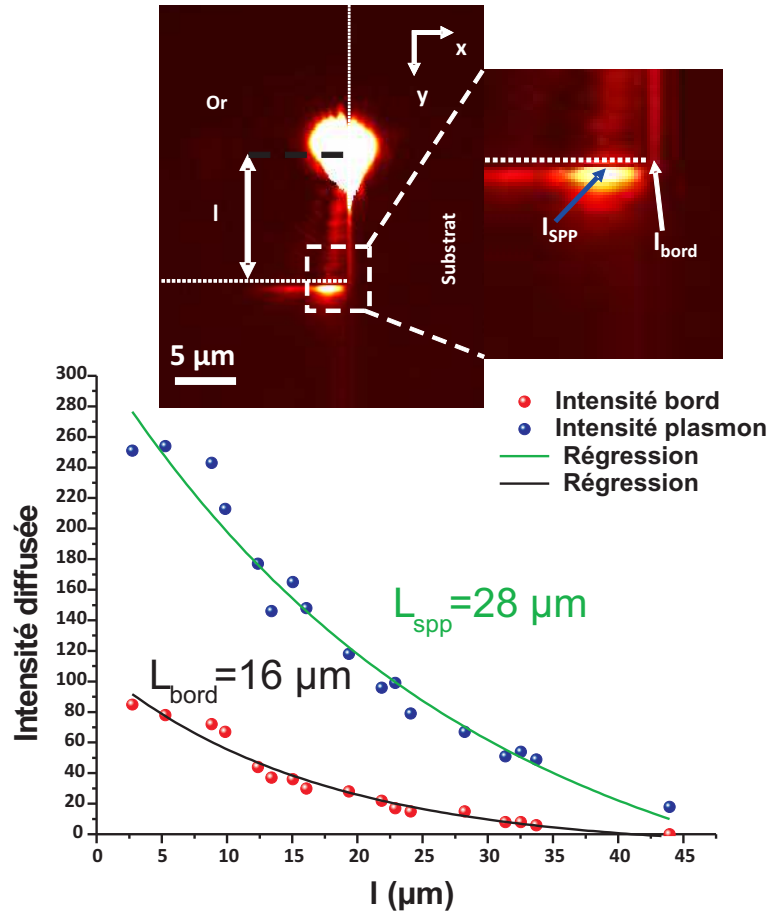 x
y
Or
l
Substrat
5 µm
I_SPP
I_bord
Intensité bord
Intensité plasmon
Régression
Régression
300
280
260
240
220
200
180
160
140
120
100
80
60
40
20
0
Intensité diffusée
L_spp=28 µm
L_bord=16 µm
0 5 10 15 20 25 30 35 40 45
l (µm)